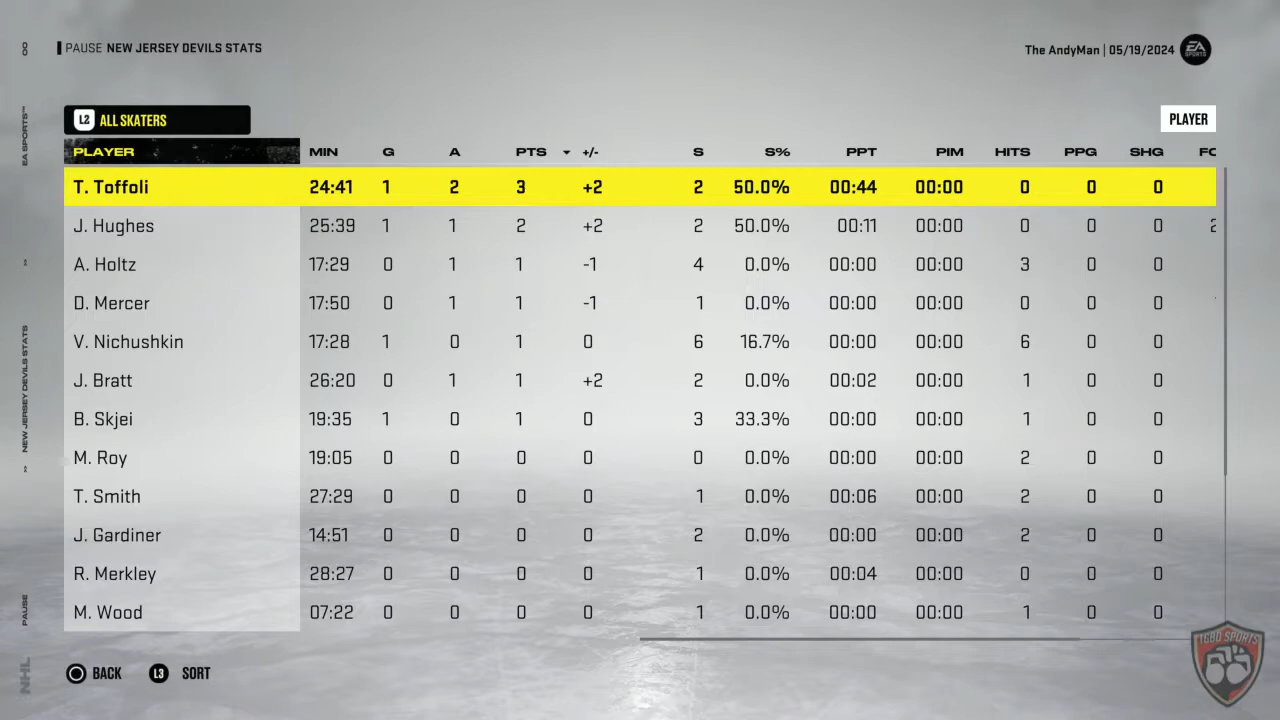 PAUSE NEW JERSEY DEVILS STATS
The AndyMan | 05/19/2024
EA SPORTS
EA SPORTS™
NEW JERSEY DEVILS STATS
PAUSE
NHL
L2 ALL SKATERS
PLAYER
PLAYER MIN G A PTS +/- S S% PPT PIM HITS PPG SHG
T. Toffoli 24:41 1 2 3 +2 2 50.0% 00:44 00:00 0 0 0
J. Hughes 25:39 1 1 2 +2 2 50.0% 00:11 00:00 0 0 0
A. Holtz 17:29 0 1 1 -1 4 0.0% 00:00 00:00 3 0 0
D. Mercer 17:50 0 1 1 -1 1 0.0% 00:00 00:00 0 0 0
V. Nichushkin 17:28 1 0 1 0 6 16.7% 00:00 00:00 6 0 0
J. Bratt 26:20 0 1 1 +2 2 0.0% 00:02 00:00 1 0 0
B. Skjei 19:35 1 0 1 0 3 33.3% 00:00 00:00 1 0 0
M. Roy 19:05 0 0 0 0 0 0.0% 00:00 00:00 2 0 0
T. Smith 27:29 0 0 0 0 1 0.0% 00:06 00:00 2 0 0
J. Gardiner 14:51 0 0 0 0 2 0.0% 00:00 00:00 2 0 0
R. Merkley 28:27 0 0 0 0 1 0.0% 00:04 00:00 0 0 0
M. Wood 07:22 0 0 0 0 1 0.0% 00:00 00:00 1 0 0
BACK L3 SORT
TGBD SPORTS